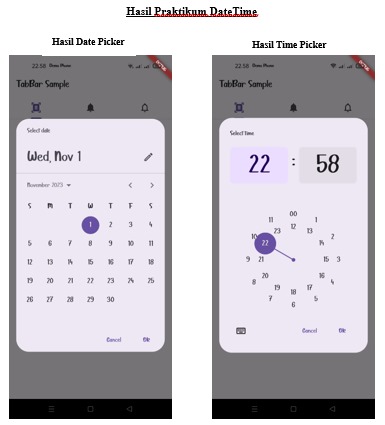 Hasil Praktikum DateTime
Hasil Date Picker
22.58
TabBar Sample
Select date
Wed, Nov 1
November 2023
S M T W T F S
1 2 3 4
5 6 7 8 9 10 11
12 13 14 15 16 17 18
19 20 21 22 23 24 25
26 27 28 29 30
Cancel OK
Hasil Time Picker
22.58
TabBar Sample
Select time
22 : 58
00
11 1
23 12 13
10 22 14 2
9 21 15 3
20 16
8 4
19 18 17
7 5
6
Cancel OK